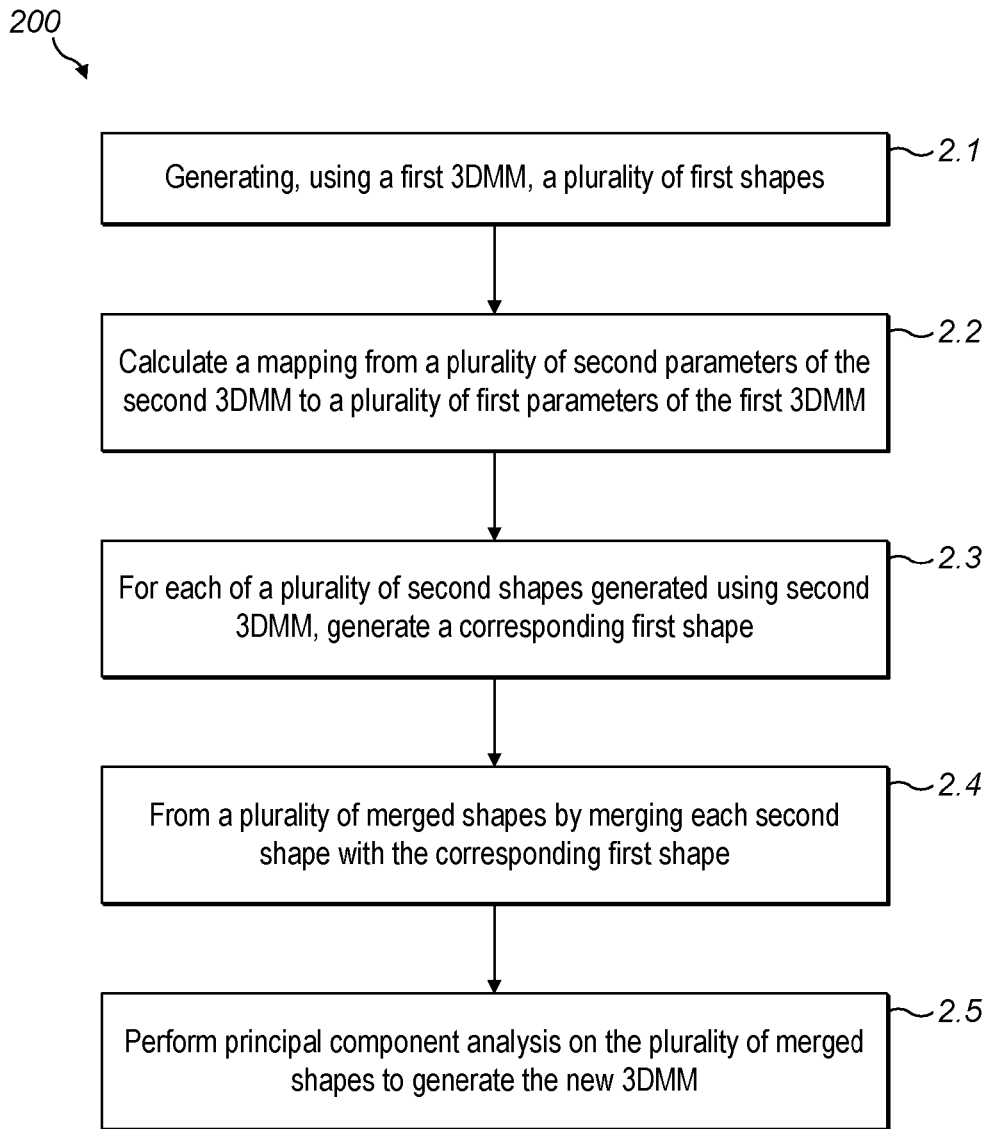 200
2.1
Generating, using a first 3DMM, a plurality of first shapes
2.2
Calculate a mapping from a plurality of second parameters of the
second 3DMM to a plurality of first parameters of the first 3DMM
2.3
For each of a plurality of second shapes generated using second
3DMM, generate a corresponding first shape
2.4
From a plurality of merged shapes by merging each second
shape with the corresponding first shape
2.5
Perform principal component analysis on the plurality of merged
shapes to generate the new 3DMM